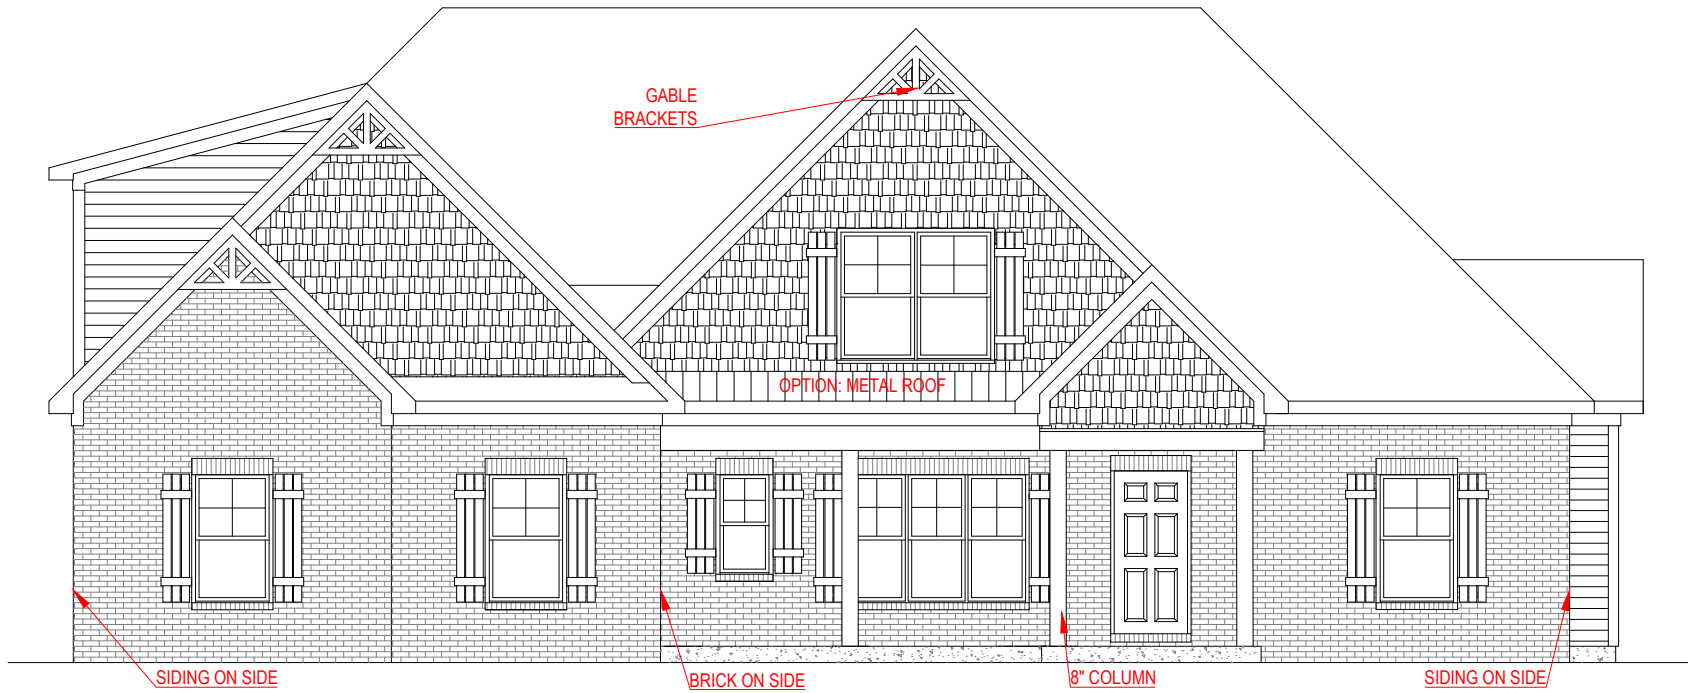 GABLE
BRACKETS
OPTION: METAL ROOF
SIDING ON SIDE
BRICK ON SIDE
8" COLUMN
SIDING ON SIDE